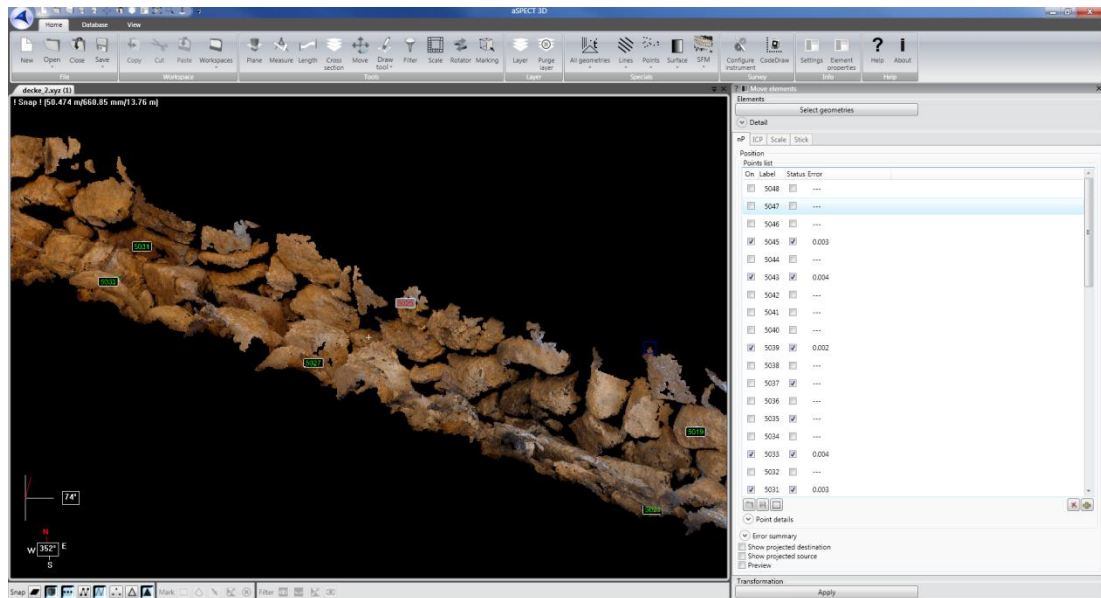 aSPECT 3D
Home Database View
New Open Close Save Copy Cut Paste Workspaces Plane Measure Length Cross section Move Draw tool Filter Scale Rotator Marking Layer Purge layer All geometries Lines Points Surface SFM Configure instrument CodeDraw Settings Element properties Help About
File Workspace Tools Layer Specials Survey Info Help
decke_2.xyz (1)
! Snap ! [50.474 m/660.85 mm/13.76 m]
5031
5027
5019
74°
N
W 352° E
S
Snap Mark Filter
? Move elements
Elements
Select geometries
Detail
nP ICP Scale Stick
Position
Points list
On Label Status Error
5048 ---
5047 ---
5046 ---
5045 0.003
5044 ---
5043 0.004
5042 ---
5041 ---
5040 ---
5039 0.002
5038 ---
5037 ---
5036 ---
5035 ---
5034 ---
5033 0.004
5032 ---
5031 0.003
Point details
Error summary
Show projected destination
Show projected source
Preview
Transformation
Apply